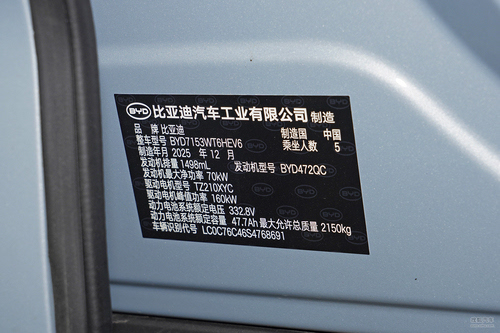 BYD 比亚迪汽车工业有限公司 制造
品 牌 比亚迪 制造国 中国
整车型号 BYD7153WT6HEV6 乘坐人数 5
制造年月 2025 年 12 月
发动机排量 1498mL 发动机型号 BYD472QC
发动机最大净功率 70kW
驱动电机型号 TZ210XYC
驱动电机峰值功率 160kW
动力电池系统额定电压 332.8V
动力电池系统额定容量 47.7Ah 最大允许总质量 2150kg
车辆识别代号 LC0C76C46S4768691